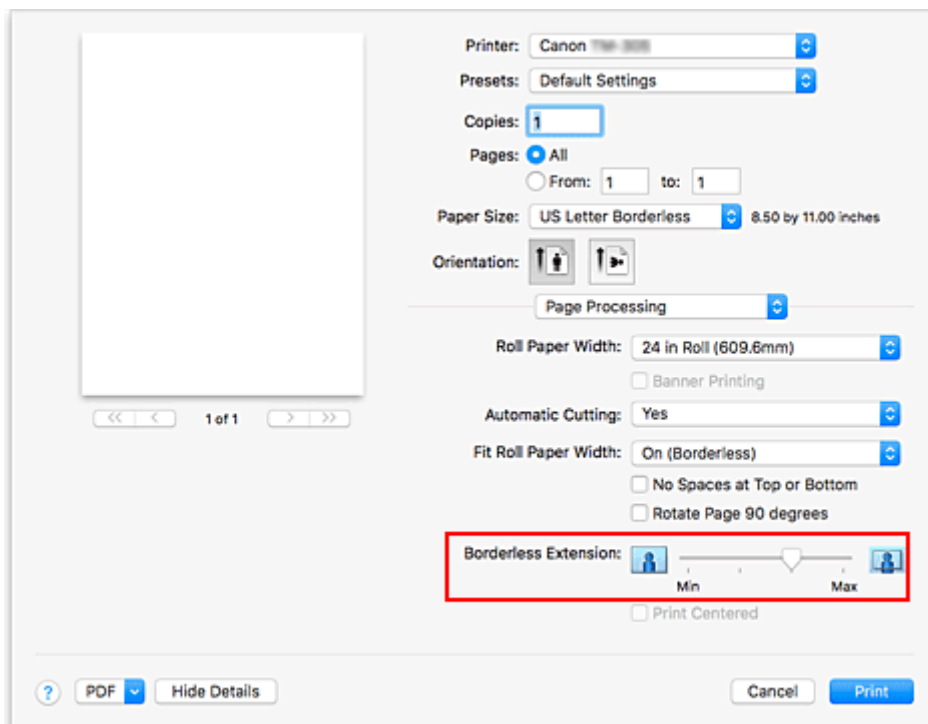 Printer: Canon
Presets: Default Settings
Copies: 1
Pages: All
From: 1 to: 1
Paper Size: US Letter Borderless 8.50 by 11.00 inches
Orientation:
Page Processing
Roll Paper Width: 24 in Roll (609.6mm)
Banner Printing
<< < 1 of 1 > >>
Automatic Cutting: Yes
Fit Roll Paper Width: On (Borderless)
No Spaces at Top or Bottom
Rotate Page 90 degrees
Borderless Extension:
Min Max
Print Centered
? PDF Hide Details Cancel Print